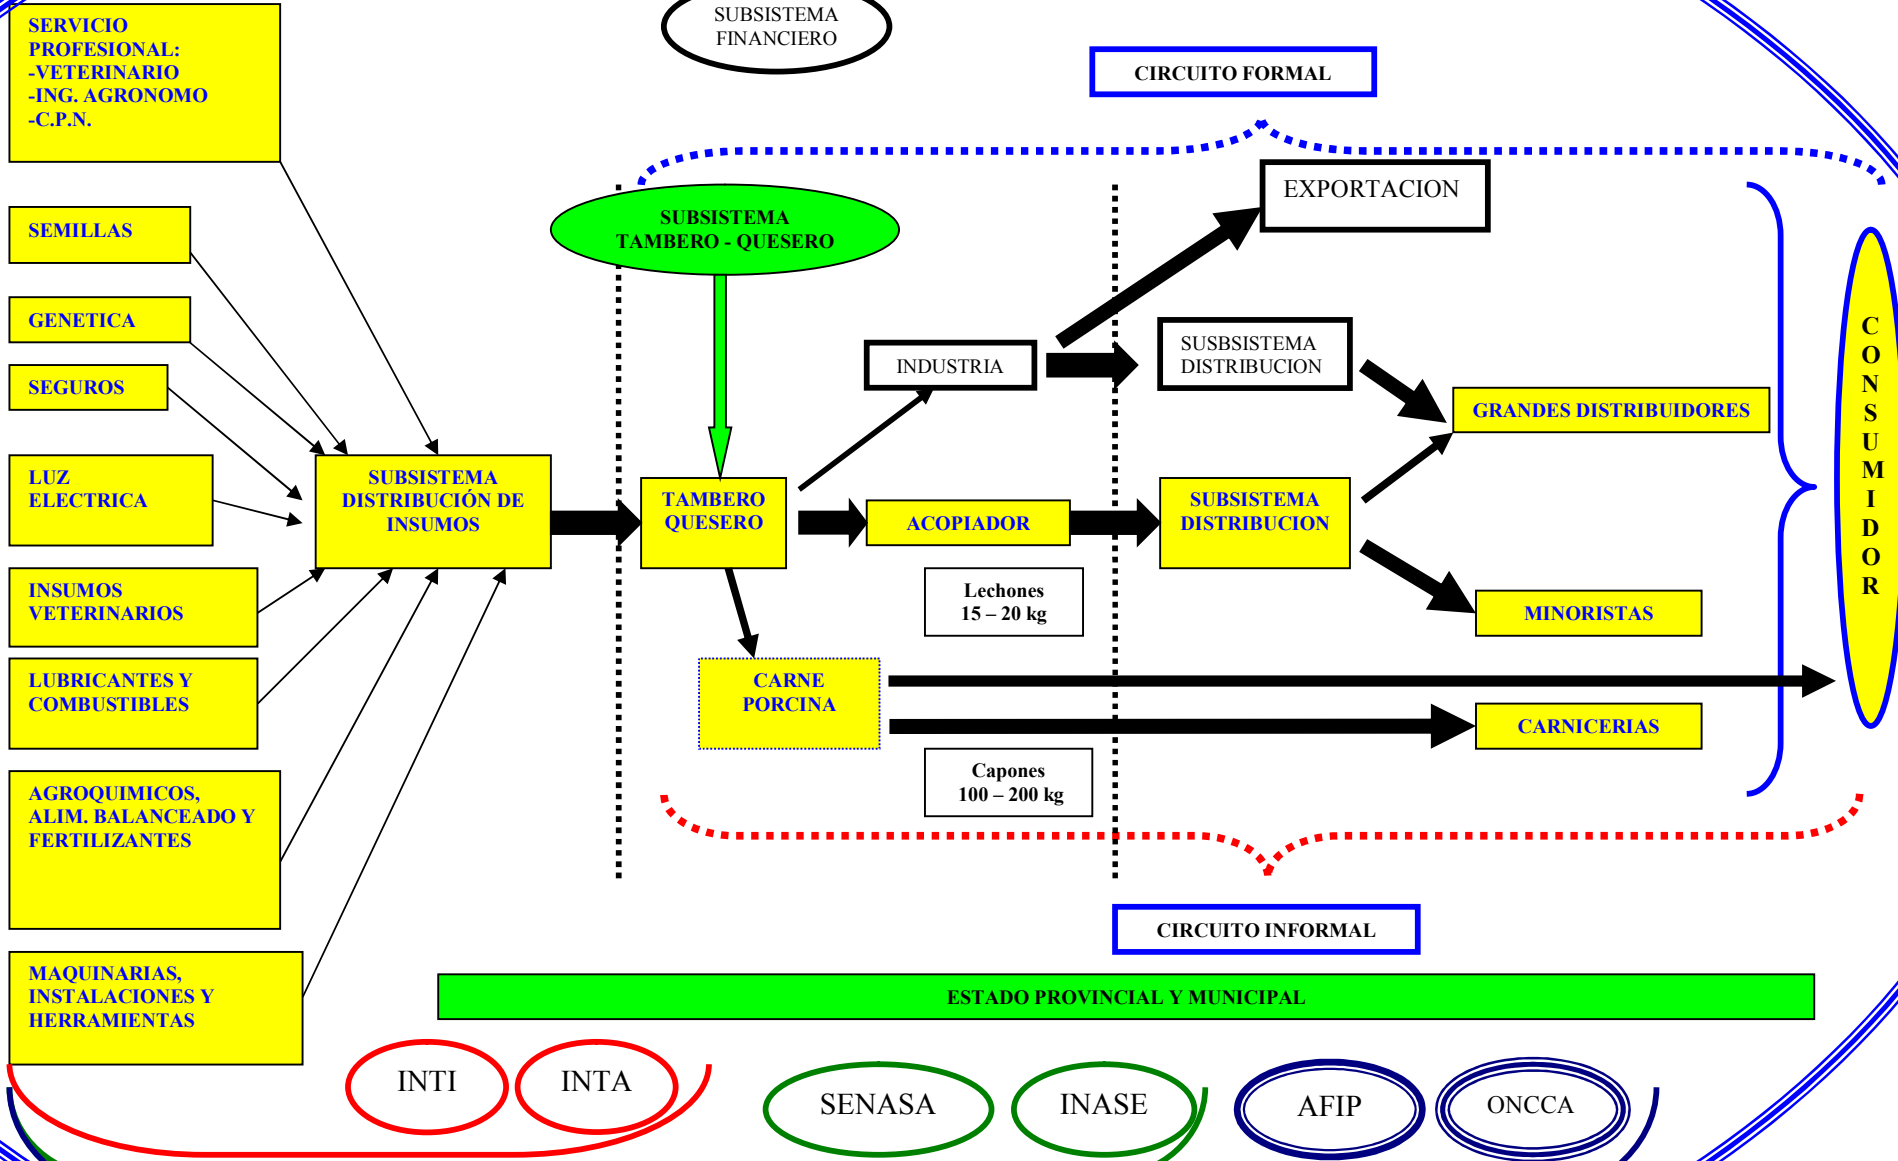 SERVICIO
PROFESIONAL:
-VETERINARIO
-ING. AGRONOMO
-C.P.N.
SUBSISTEMA
FINANCIERO
CIRCUITO FORMAL
SEMILLAS
GENETICA
SEGUROS
LUZ
ELECTRICA
INSUMOS
VETERINARIOS
LUBRICANTES Y
COMBUSTIBLES
AGROQUIMICOS,
ALIM. BALANCEADO Y
FERTILIZANTES
MAQUINARIAS,
INSTALACIONES Y
HERRAMIENTAS
SUBSISTEMA
DISTRIBUCIÓN DE
INSUMOS
SUBSISTEMA
TAMBERO - QUESERO
TAMBERO
QUESERO
INDUSTRIA
ACOPIADOR
Lechones
15 – 20 kg
CARNE
PORCINA
Capones
100 – 200 kg
EXPORTACION
SUSBSISTEMA
DISTRIBUCION
SUBSISTEMA
DISTRIBUCION
GRANDES DISTRIBUIDORES
MINORISTAS
CARNICERIAS
C
O
N
S
U
M
I
D
O
R
CIRCUITO INFORMAL
ESTADO PROVINCIAL Y MUNICIPAL
INTI
INTA
SENASA
INASE
AFIP
ONCCA